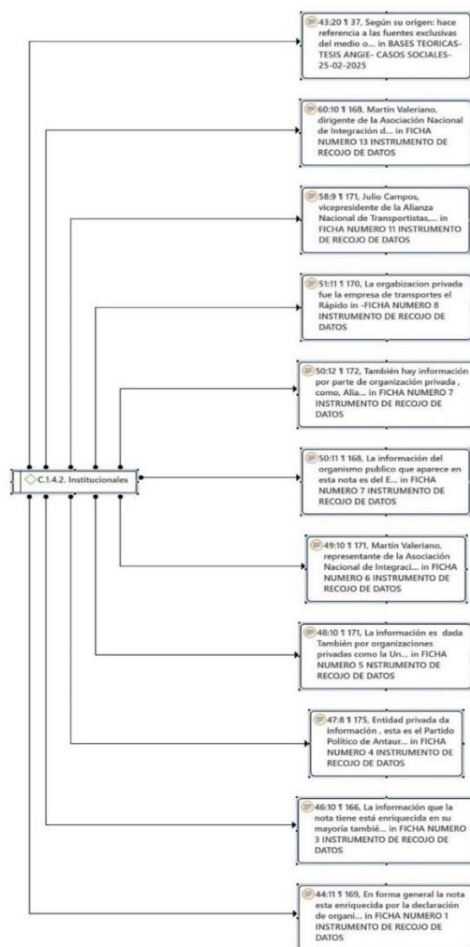 43:20 ¶ 37, Según su origen: hace
referencia a las fuentes exclusivas
del medio o... in BASES TEORICAS-
TESIS ANGIE- CASOS SOCIALES-
25-02-2025
60:10 ¶ 168, Martín Valeriano,
dirigente de la Asociación Nacional
de Integración d... in FICHA
NUMERO 13 INSTRUMENTO DE
RECOJO DE DATOS
58:9 ¶ 171, Julio Campos,
vicepresidente de la Alianza
Nacional de Transportistas,... in
FICHA NUMERO 11 INSTRUMENTO
DE RECOJO DE DATOS
51:11 ¶ 170, La orgabizacion privada
fue la empresa de transportes el
Rápido in -FICHA NUMERO 8
INSTRUMENTO DE RECOJO DE
DATOS
50:12 ¶ 172, También hay información
por parte de organización privada ,
como, Alia... in FICHA NUMERO 7
INSTRUMENTO DE RECOJO DE
DATOS
C.1.4.2. Institucionales
50:11 ¶ 168, La información del
organismo publico que aparece en
esta nota es del E... in FICHA
NUMERO 7 INSTRUMENTO DE
RECOJO DE DATOS
49:10 ¶ 171, Martín Valeriano,
representante de la Asociación
Nacional de Integraci... in FICHA
NUMERO 6 INSTRUMENTO DE
RECOJO DE DATOS
48:10 ¶ 171, La información es dada
También por organizaciones
privadas como la Un... in FICHA
NUMERO 5 NSTRUMENTO DE
RECOJO DE DATOS
47:8 ¶ 175, Entidad privada da
Información , esta es el Partido
Político de Antaur... in FICHA
NUMERO 4 INSTRUMENTO DE
RECOJO DE DATOS
46:10 ¶ 166, La información que la
nota tiene está enriquecida en su
mayoría tambié... in FICHA NUMERO
3 INSTRUMENTO DE RECOJO DE
DATOS
44:11 ¶ 169, En forma general la nota
esta enriquecida por la declaración
de organi... in FICHA NUMERO 1
INSTRUMENTO DE RECOJO DE
DATOS